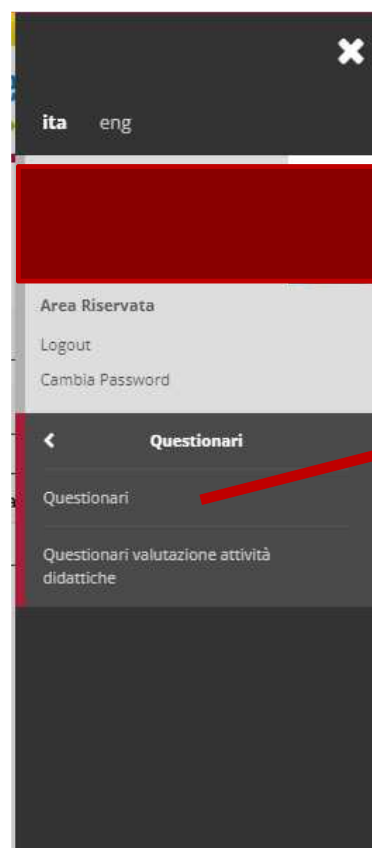 ita eng
Area Riservata
Logout
Cambia Password
Questionari
Questionari
Questionari valutazione attività
didattiche